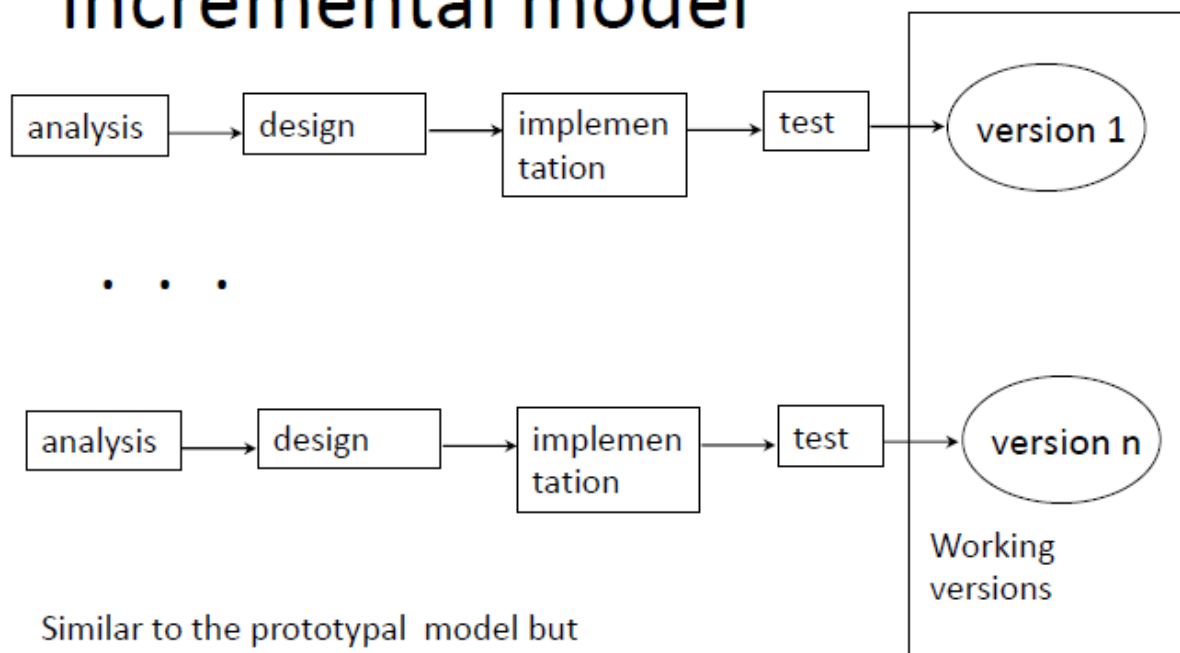 incremental model
analysis
design
implemen
tation
test
version 1
. . .
analysis
design
implemen
tation
test
version n
Working
versions
Similar to the prototypal model but